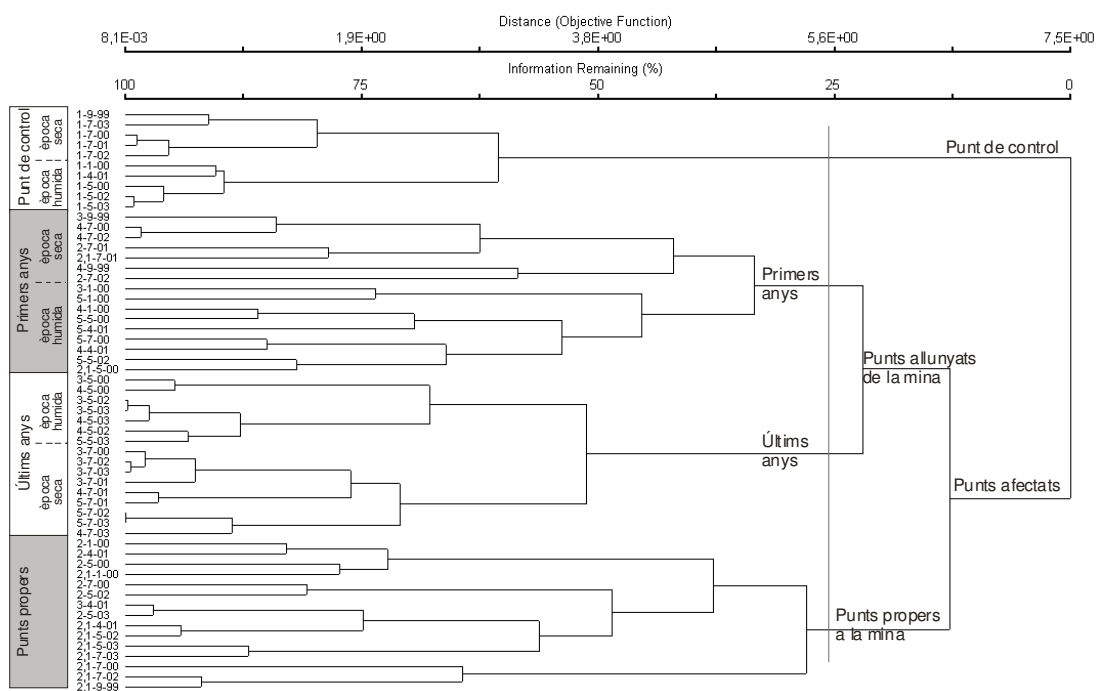 Distance (Objective Function)
8,1E-03 1,9E+00 3,8E+00 5,6E+00 7,5E+00
Information Remaining (%)
100 75 50 25 0
Punt de control
època
seca
època
humida
Primers anys
època
seca
època
humida
Últims anys
època
humida
època
seca
Punts propers
1-9-99
1-7-03
1-7-00
1-7-01
1-7-02
1-1-00
1-4-01
1-5-00
1-5-02
1-5-03
3-9-99
4-7-00
4-7-02
2-7-01
2,1-7-01
4-9-99
2-7-02
3-1-00
5-1-00
4-1-00
5-5-00
5-4-01
5-7-00
4-4-01
5-5-02
2,1-5-00
3-5-00
4-5-00
3-5-02
3-5-03
4-5-03
4-5-02
5-5-03
3-7-00
3-7-02
3-7-03
3-7-01
4-7-01
5-7-01
5-7-02
5-7-03
4-7-03
2-1-00
2-4-01
2-5-00
2,1-1-00
2-7-00
2-5-02
3-4-01
2-5-03
2,1-4-01
2,1-5-02
2,1-5-03
2,1-7-03
2,1-7-00
2,1-7-02
2,1-9-99
Punt de control
Primers
anys
Punts allunyats
de la mina
Últims
anys
Punts afectats
Punts propers
a la mina